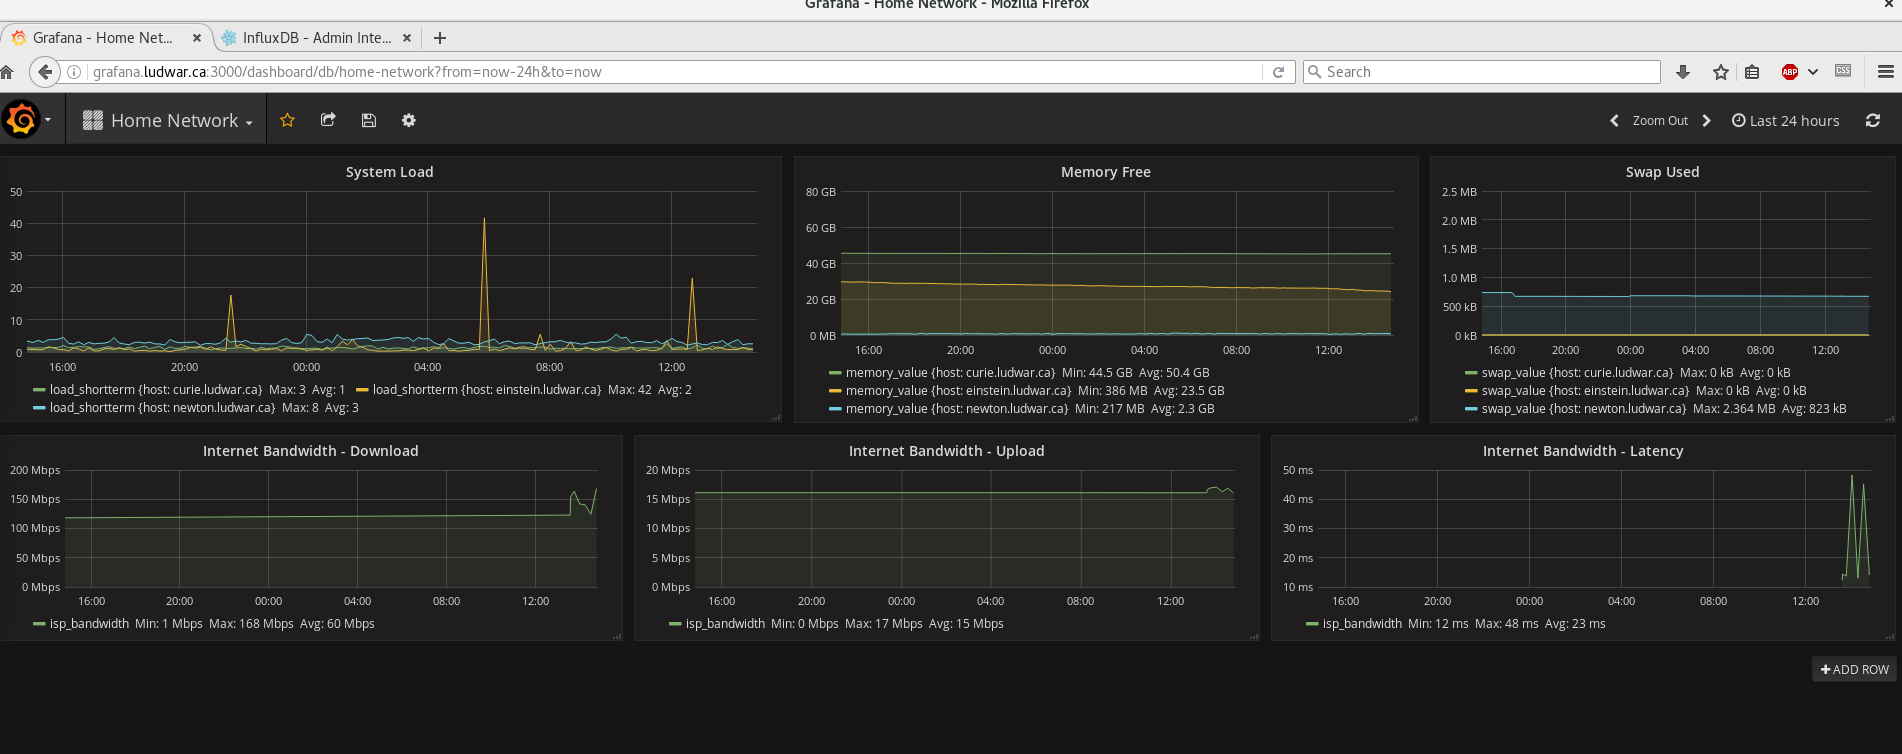 Grafana - Home Network - Mozilla Firefox
Grafana - Home Net...
InfluxDB - Admin Inte...
grafana.ludwar.ca:3000/dashboard/db/home-network?from=now-24h&to=now
Search
ABP
CSS
Home Network
Zoom Out
Last 24 hours
System Load
50
40
30
20
10
0
16:00 20:00 00:00 04:00 08:00 12:00
load_shortterm {host: curie.ludwar.ca} Max: 3 Avg: 1 load_shortterm {host: einstein.ludwar.ca} Max: 42 Avg: 2
load_shortterm {host: newton.ludwar.ca} Max: 8 Avg: 3
Memory Free
80 GB
60 GB
40 GB
20 GB
0 MB
16:00 20:00 00:00 04:00 08:00 12:00
memory_value {host: curie.ludwar.ca} Min: 44.5 GB Avg: 50.4 GB
memory_value {host: einstein.ludwar.ca} Min: 386 MB Avg: 23.5 GB
memory_value {host: newton.ludwar.ca} Min: 217 MB Avg: 2.3 GB
Swap Used
2.5 MB
2.0 MB
1.5 MB
1.0 MB
500 kB
0 kB
16:00 20:00 00:00 04:00 08:00 12:00
swap_value {host: curie.ludwar.ca} Max: 0 kB Avg: 0 kB
swap_value {host: einstein.ludwar.ca} Max: 0 kB Avg: 0 kB
swap_value {host: newton.ludwar.ca} Max: 2.364 MB Avg: 823 kB
Internet Bandwidth - Download
200 Mbps
150 Mbps
100 Mbps
50 Mbps
0 Mbps
16:00 20:00 00:00 04:00 08:00 12:00
isp_bandwidth Min: 1 Mbps Max: 168 Mbps Avg: 60 Mbps
Internet Bandwidth - Upload
20 Mbps
15 Mbps
10 Mbps
5 Mbps
0 Mbps
16:00 20:00 00:00 04:00 08:00 12:00
isp_bandwidth Min: 0 Mbps Max: 17 Mbps Avg: 15 Mbps
Internet Bandwidth - Latency
50 ms
40 ms
30 ms
20 ms
10 ms
16:00 20:00 00:00 04:00 08:00 12:00
isp_bandwidth Min: 12 ms Max: 48 ms Avg: 23 ms
ADD ROW